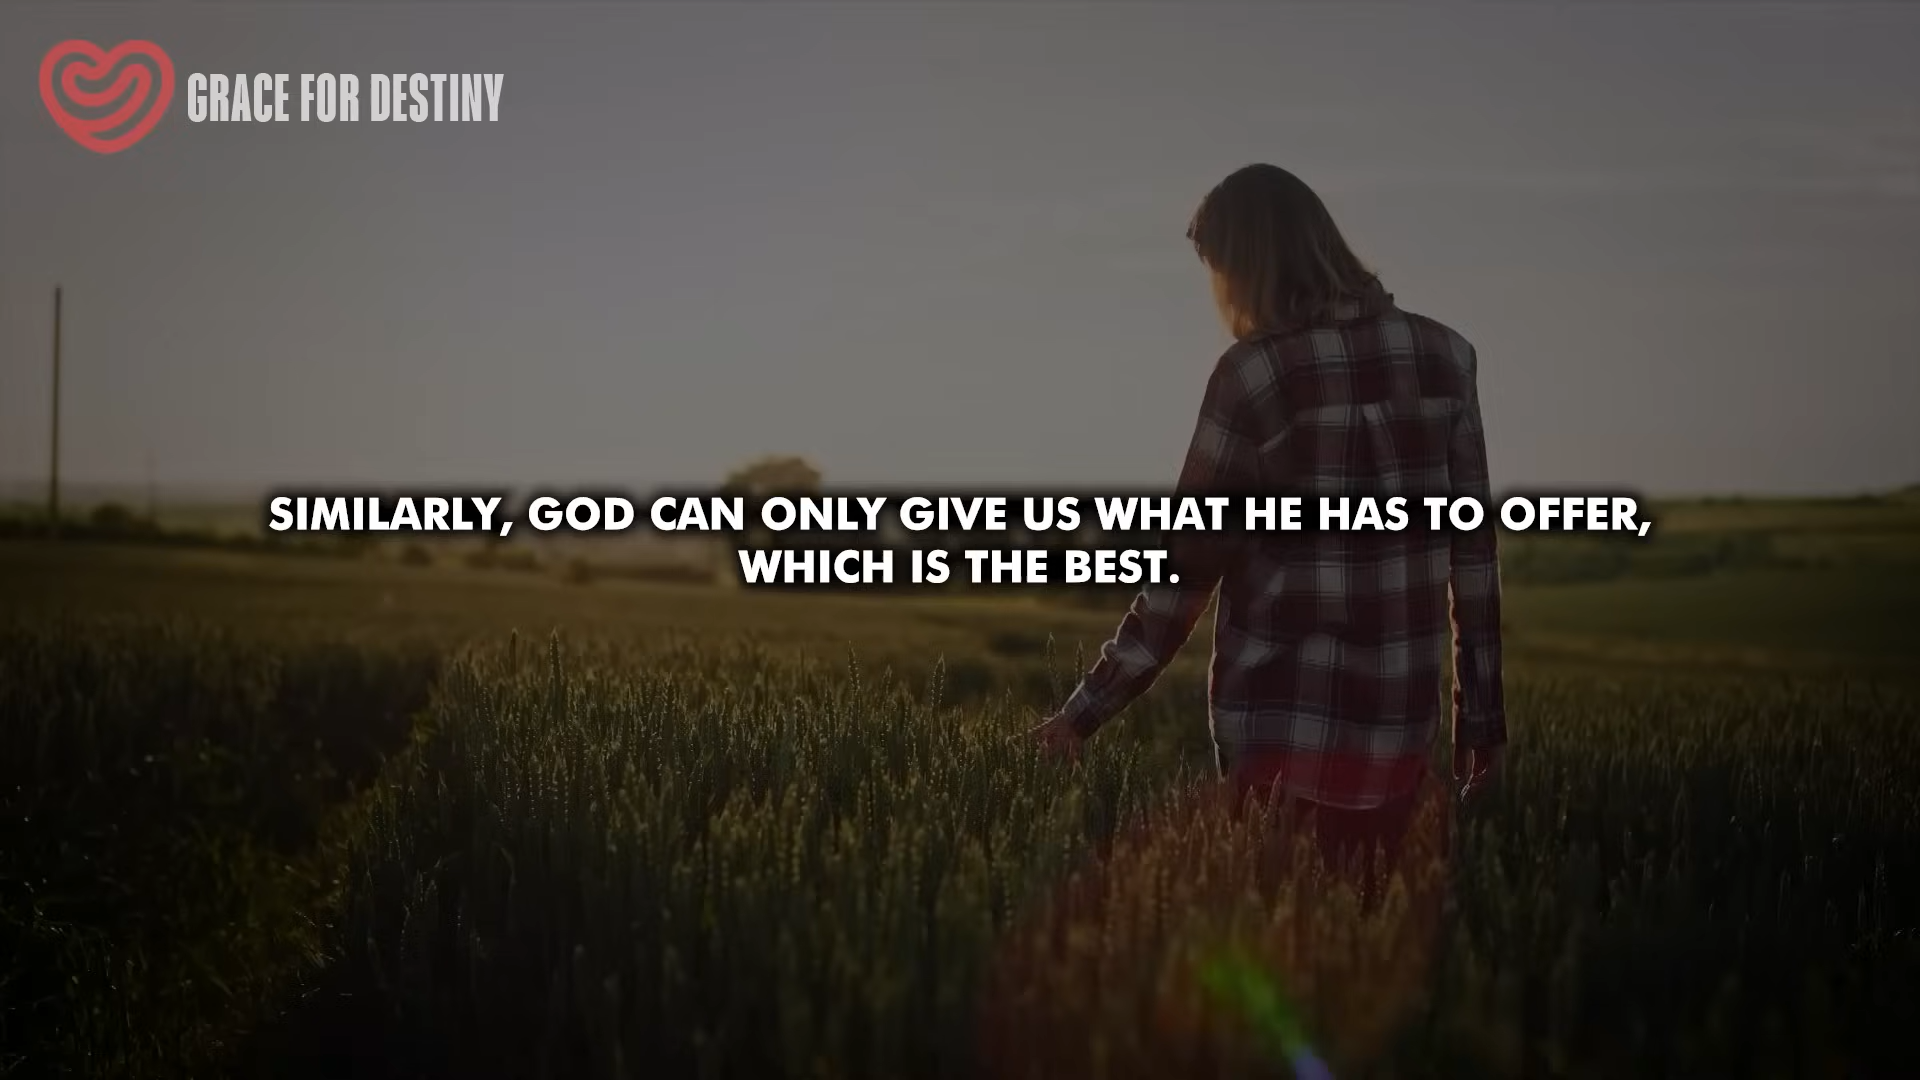 GRACE FOR DESTINY
SIMILARLY, GOD CAN ONLY GIVE US WHAT HE HAS TO OFFER,
WHICH IS THE BEST.